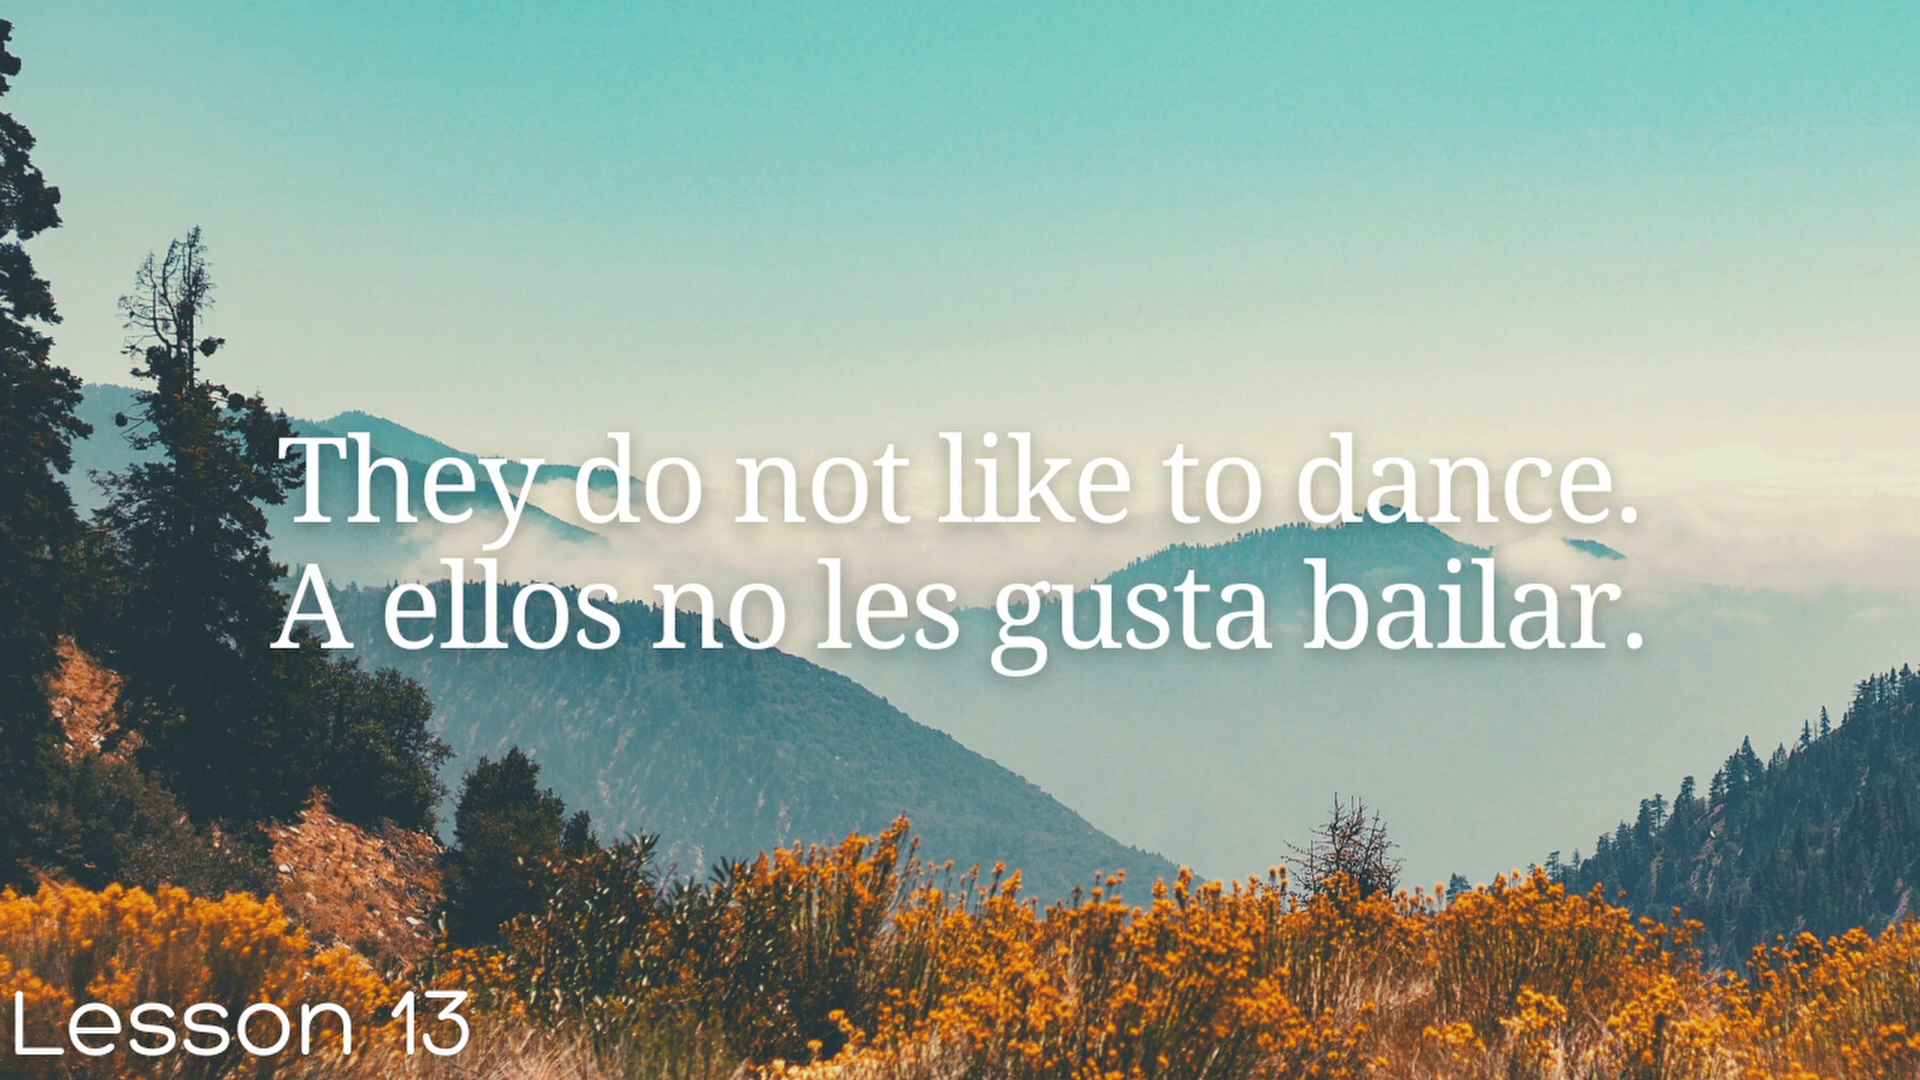 They do not like to dance.
A ellos no les gusta bailar.
Lesson 13